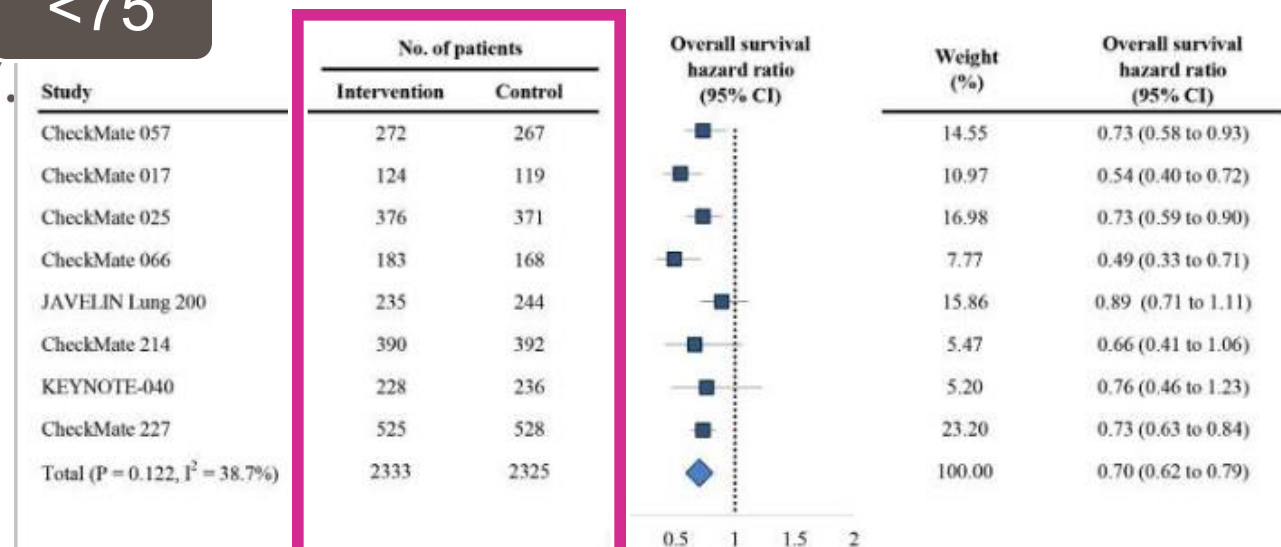 <75
No. of patients
Overall survival hazard ratio (95% CI)
Weight (%)
Overall survival hazard ratio (95% CI)
Study Intervention Control
CheckMate 057 272 267 14.55 0.73 (0.58 to 0.93)
CheckMate 017 124 119 10.97 0.54 (0.40 to 0.72)
CheckMate 025 376 371 16.98 0.73 (0.59 to 0.90)
CheckMate 066 183 168 7.77 0.49 (0.33 to 0.71)
JAVELIN Lung 200 235 244 15.86 0.89 (0.71 to 1.11)
CheckMate 214 390 392 5.47 0.66 (0.41 to 1.06)
KEYNOTE-040 228 236 5.20 0.76 (0.46 to 1.23)
CheckMate 227 525 528 23.20 0.73 (0.63 to 0.84)
Total (P = 0.122, I² = 38.7%) 2333 2325 100.00 0.70 (0.62 to 0.79)
0.5 1 1.5 2